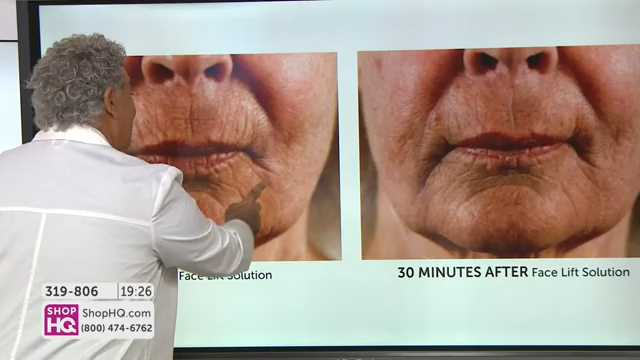 Face Lift Solution
30 MINUTES AFTER Face Lift Solution
319-806 19:26
SHOP HQ
ShopHQ.com
(800) 474-6762